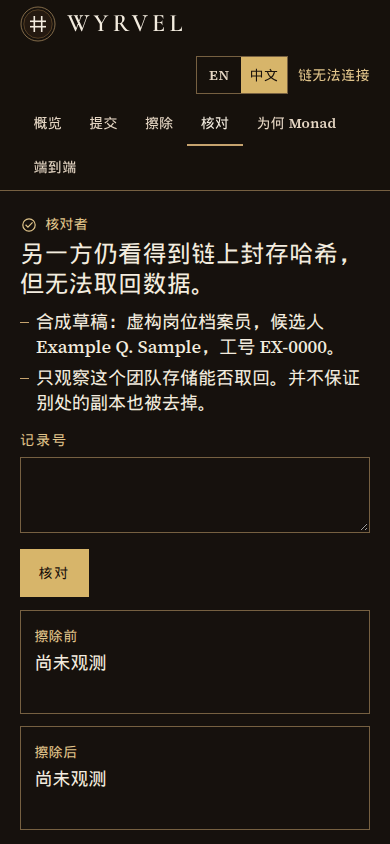 WYRVEL
EN 中文 链无法连接
概览 提交 擦除 核对 为何 Monad
端到端
核对者
另一方仍看得到链上封存哈希，
但无法取回数据。
– 合成草稿：虚构岗位档案员，候选人
Example Q. Sample，工号 EX-0000。
– 只观察这个团队存储能否取回。并不保证
别处的副本也被去掉。
记录号
核对
擦除前
尚未观测
擦除后
尚未观测